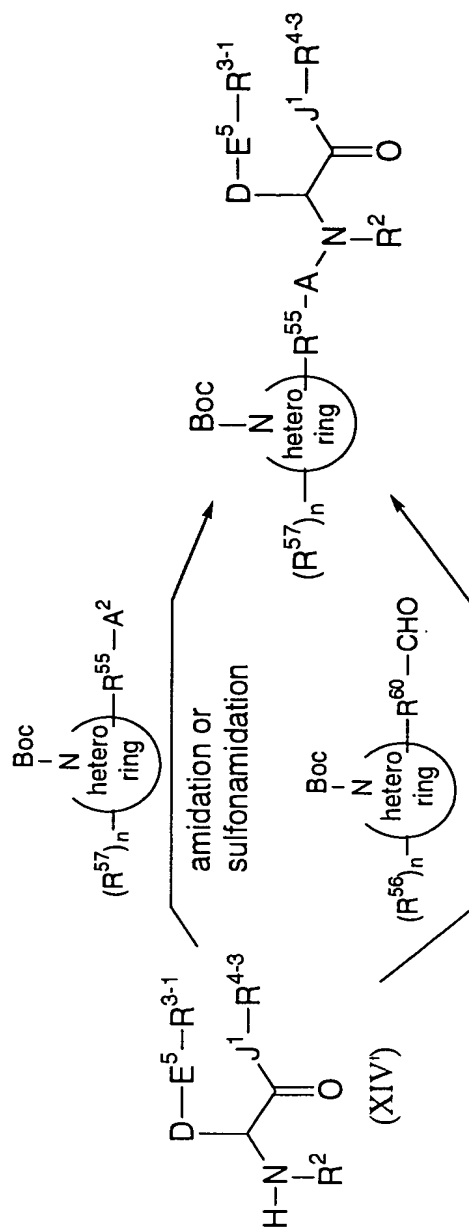 Boc
N
hetero
ring
(R⁵⁷)ₙ
R⁵⁵—A²
amidation or
sulfonamidation
D—E⁵—R³⁻¹
J¹—R⁴⁻³
H—N
R²
O
(XIV')
Boc
N
hetero
ring
(R⁵⁶)ₙ
R⁶⁰—CHO
Boc
N
hetero
ring
(R⁵⁷)ₙ
R⁵⁵—A
N—R²
D—E⁵—R³⁻¹
J¹—R⁴⁻³
O